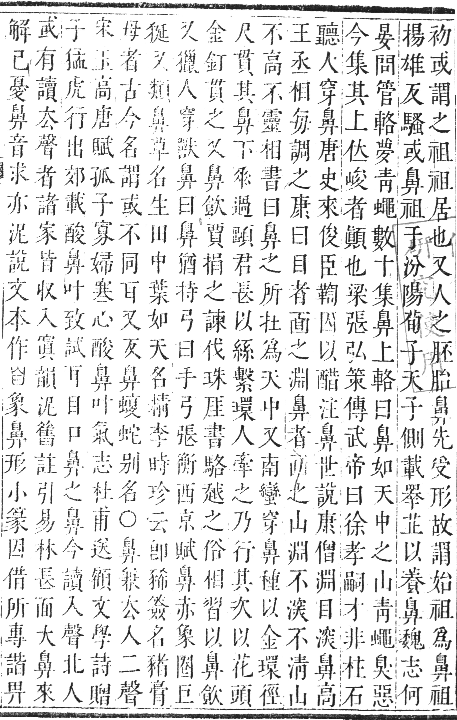 初或謂之祖祖居也又人之胚胎鼻先受形故謂始祖爲鼻祖
揚雄反騷或鼻祖于汾陽荀子天子側載睪芷以養鼻魏志何
晏問管輅夢青蠅數十集鼻上輅曰鼻如天中之山青蠅臭惡
今集其上位峻者顚也梁張弘策傳武帝曰徐孝嗣才非柱石
聽人穿鼻唐史來俊臣鞫囚以醋注鼻世說康僧淵目深鼻高
王丞相每調之康曰目者面之淵鼻者面之山淵不深不清山
不高不靈相書曰鼻之所在爲天中又南蠻穿鼻種以金環徑
尺貫其鼻下垂過頤君長以絲繫環人牽之乃行其次以花頭
金釘貫之又鼻飲賈捐之諫伐珠厓書駱越之俗相習以鼻飲
又獵人穿獸鼻曰鼻猶持弓曰手弓張衡西京賦鼻赤象圈巨
狿又類鼻草名生田中葉如天名精李時珍云卽豨薟名豬膏
母者古今名謂或不同耳又亥鼻蝮蛇别名○鼻兼去入二聲
宋玉高唐賦孤子寡婦寒心酸鼻叶氣志杜甫送顧文學詩贈
子猛虎行出郊載酸鼻叶致試耳目口鼻之鼻今讀入聲北人
或有讀去聲者諸家皆收入寘韻泥舊註引易林長面大鼻來
解已憂鼻音求亦泥說文本作自象鼻形小篆因借所專諧畀